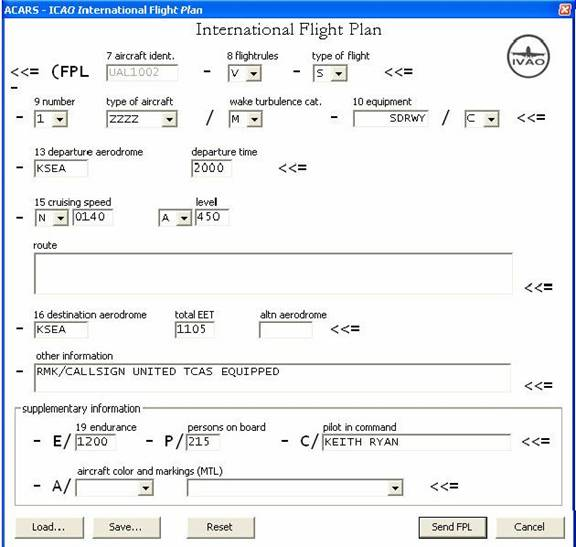 ACARS - ICAO International Flight Plan
International Flight Plan
7 aircraft ident. 8 flightrules type of flight
<<= (FPL UAL1002 - V - S <<=
IVAO
-
9 number type of aircraft wake turbulence cat. 10 equipment
- 1 ZZZZ / M - SDRWY / C <<=
13 departure aerodrome departure time
- KSEA 2000 <<=
15 cruising speed level
- N 0140 A 450
route
<<=
16 destination aerodrome total EET altn aerodrome
- KSEA 1105 <<=
other information
- RMK/CALLSIGN UNITED TCAS EQUIPPED
<<=
supplementary information
19 endurance persons on board pilot in command
- E/ 1200 - P/ 215 - C/ KEITH RYAN <<=
aircraft color and markings (MTL)
- A/ <<=
Load... Save... Reset Send FPL Cancel